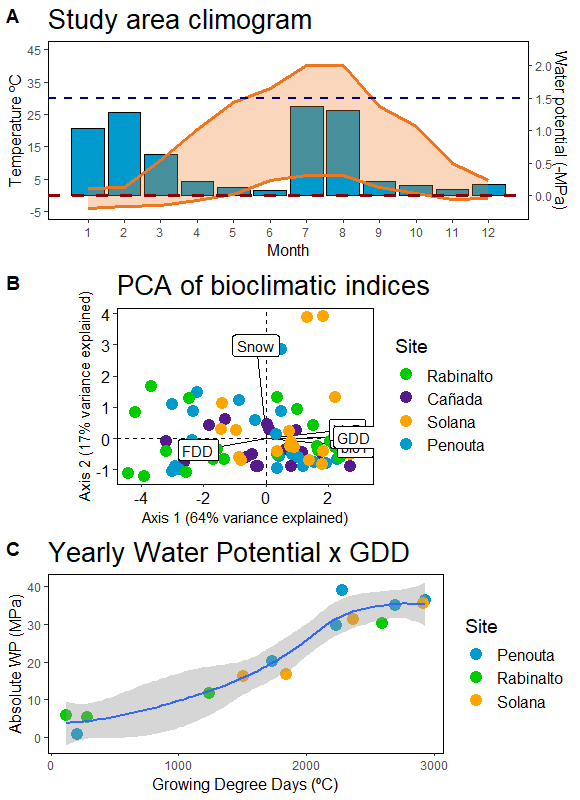 A
Study area climogram
45
35
25
15
5
-5
Temperature ºC
2.0
1.5
1.0
0.5
0.0
Water potential (-MPa)
1 2 3 4 5 6 7 8 9 10 11 12
Month
B
PCA of bioclimatic indices
4
3
2
1
0
-1
Axis 2 (17% variance explained)
Snow
FDD
GDD
-4 -2 0 2
Axis 1 (64% variance explained)
Site
Rabinalto
Cañada
Solana
Penouta
C
Yearly Water Potential x GDD
40
30
20
10
0
Absolute WP (MPa)
0 1000 2000 3000
Growing Degree Days (ºC)
Site
Penouta
Rabinalto
Solana